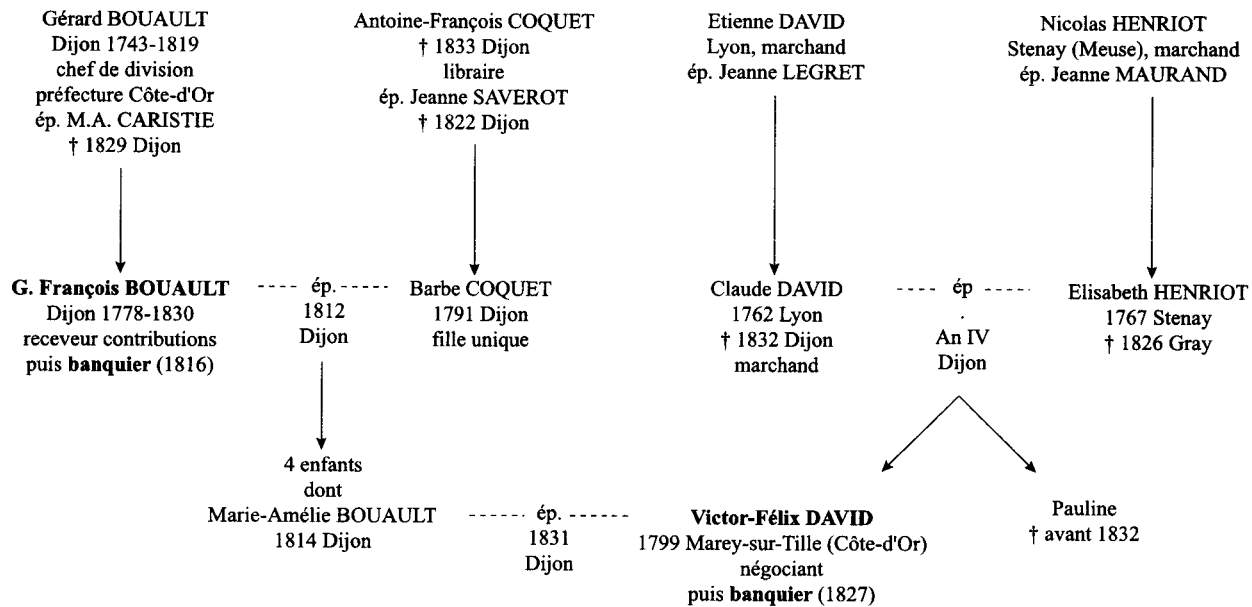 Gérard BOUAULT
Dijon 1743-1819
chef de division
préfecture Côte-d'Or
ép. M.A. CARISTIE
† 1829 Dijon
Antoine-François COQUET
† 1833 Dijon
libraire
ép. Jeanne SAVEROT
† 1822 Dijon
Etienne DAVID
Lyon, marchand
ép. Jeanne LEGRET
Nicolas HENRIOT
Stenay (Meuse), marchand
ép. Jeanne MAURAND
G. François BOUAULT
Dijon 1778-1830
receveur contributions
puis banquier (1816)
ép.
1812
Dijon
Barbe COQUET
1791 Dijon
fille unique
Claude DAVID
1762 Lyon
† 1832 Dijon
marchand
ép
.
An IV
Dijon
Elisabeth HENRIOT
1767 Stenay
† 1826 Gray
4 enfants
dont
Marie-Amélie BOUAULT
1814 Dijon
ép.
1831
Dijon
Victor-Félix DAVID
1799 Marey-sur-Tille (Côte-d'Or)
négociant
puis banquier (1827)
Pauline
† avant 1832